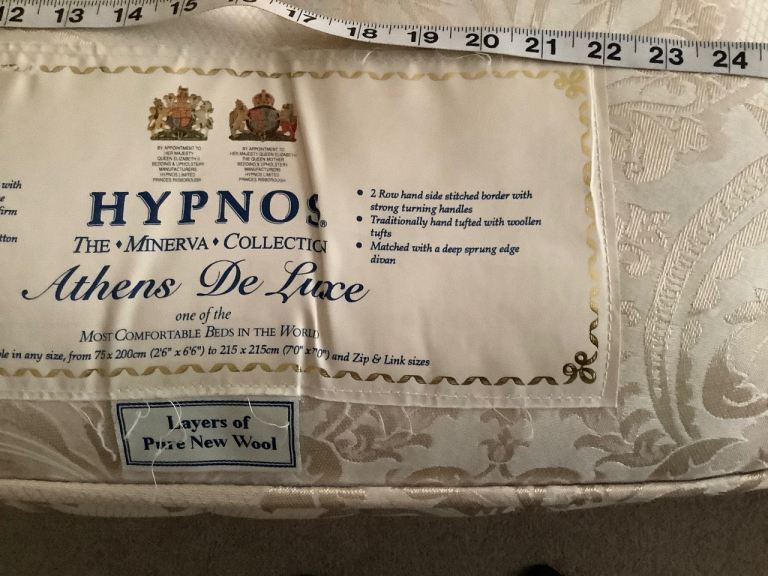 12 13 14 15 17 18 19 20 21 22 23 24
BY APPOINTMENT TO
HER MAJESTY
QUEEN ELIZABETH II
BEDDING & UPHOLSTERY
MANUFACTURERS
HYPNOS LIMITED
PRINCES RISBOROUGH
BY APPOINTMENT TO
HER MAJESTY QUEEN ELIZABETH
THE QUEEN MOTHER
BEDDING & UPHOLSTERY
MANUFACTURERS
HYPNOS LIMITED
PRINCES RISBOROUGH
with
firm
tton
HYPNOS®
THE • MINERVA • COLLECTION
Athens De Luxe
one of the
MOST COMFORTABLE BEDS IN THE WORLD
• 2 Row hand side stitched border with
strong turning handles
• Traditionally hand tufted with woollen
tufts
• Matched with a deep sprung edge
divan
ble in any size, from 75 x 200cm (2'6" x 6'6") to 215 x 215cm (7'0" x 7'0") and Zip & Link sizes
Layers of
Pure New Wool